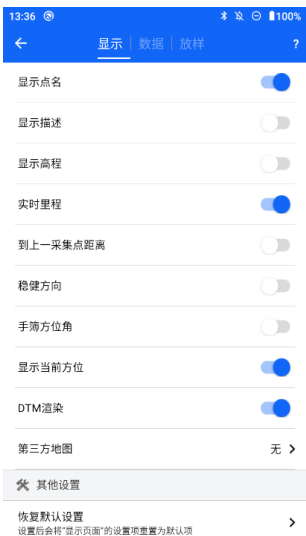 13:36 100%
显示 数据 放样 ?
显示点名
显示描述
显示高程
实时里程
到上一采集点距离
稳健方向
手簿方位角
显示当前方位
DTM渲染
第三方地图 无
其他设置
恢复默认设置
设置后会将"显示页面"的设置项重置为默认项